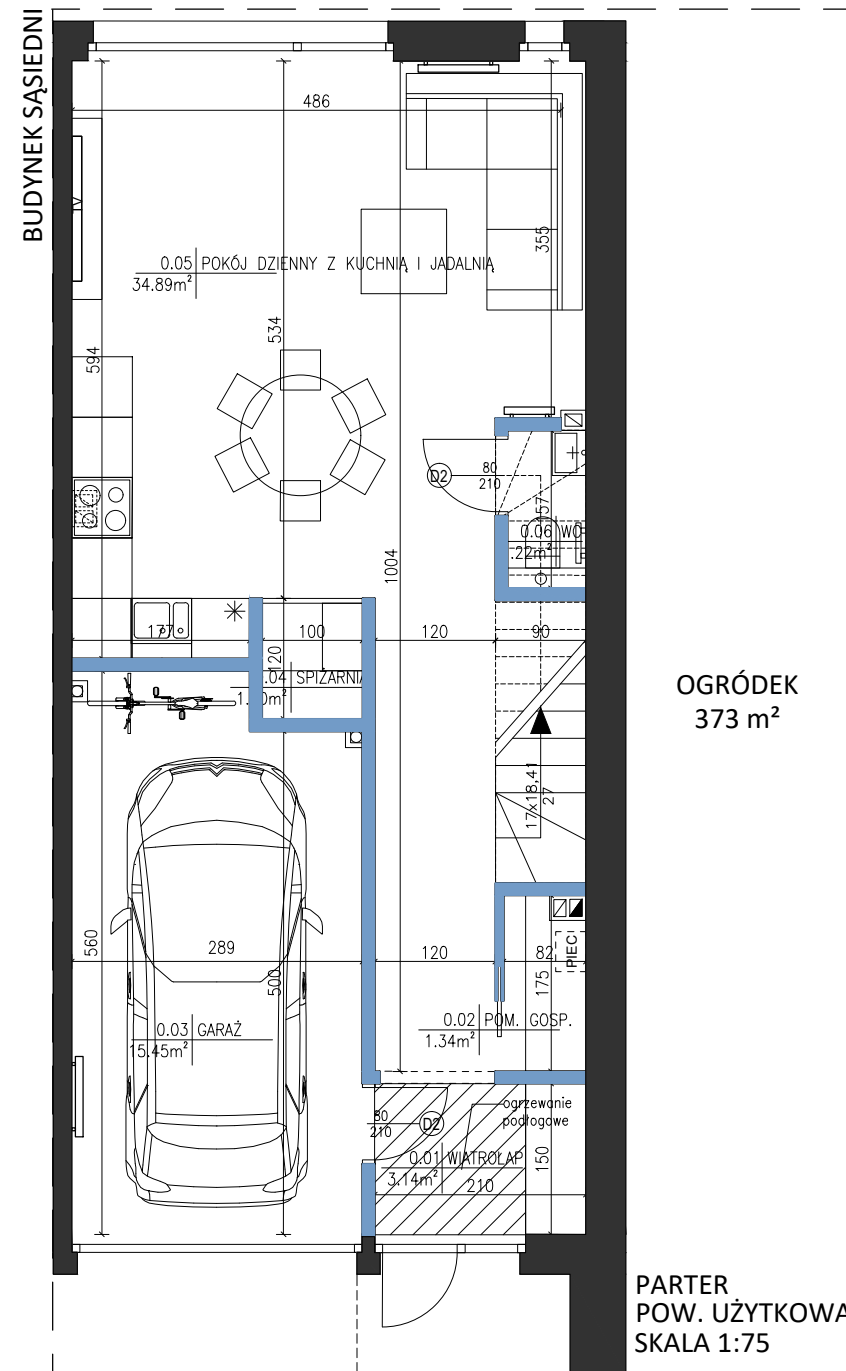 BUDYNEK SĄSIEDNI
486
355
0.05 POKÓJ DZIENNY Z KUCHNIĄ I JADALNIĄ
34.89m²
534
594
D2
80
210
57
0.06
.22m²
1004
177
100
120
90
120
.04 SPIŻARNIA
OGRÓDEK
373 m²
17x18,41
27
560
289
500
120
82
PIEC
175
0.02 POM. GOSP.
1.34m²
0.03 GARAŻ
15.45m²
80
210
D2
ogrzewanie
podłogowe
0.01 WIATROŁAP
3.14m²
210
150
PARTER
POW. UŻYTKOWA
SKALA 1:75